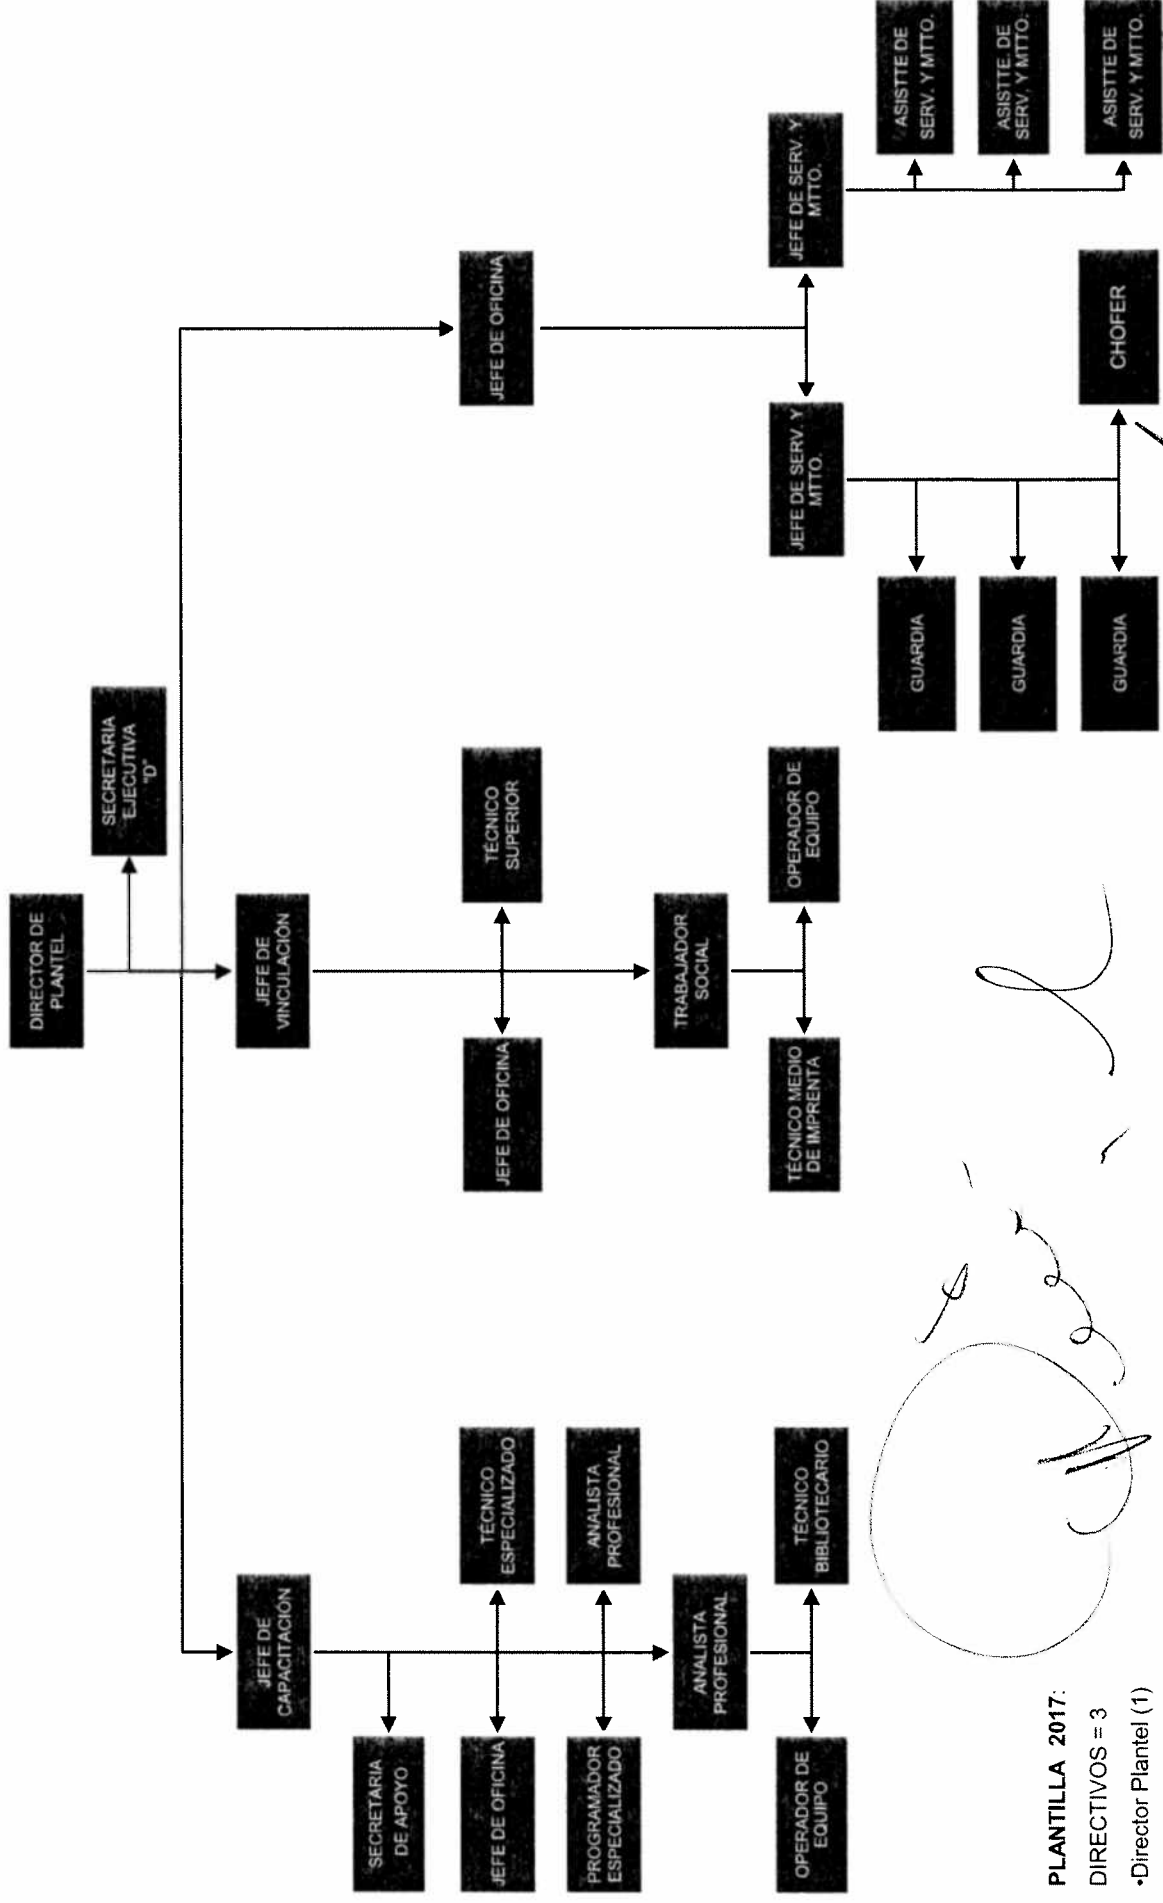 DIRECTOR DE
PLANTEL
SECRETARIA
EJECUTIVA
"D"
JEFE DE
CAPACITACIÓN
JEFE DE
VINCULACIÓN
SECRETARIA
DE APOYO
JEFE DE OFICINA
TÉCNICO
ESPECIALIZADO
PROGRAMADOR
ESPECIALIZADO
ANALISTA
PROFESIONAL
ANALISTA
PROFESIONAL
OPERADOR DE
EQUIPO
TÉCNICO
BIBLIOTECARIO
JEFE DE OFICINA
TÉCNICO
SUPERIOR
TRABAJADOR
SOCIAL
TÉCNICO MEDIO
DE IMPRENTA
OPERADOR DE
EQUIPO
JEFE DE OFICINA
JEFE DE SERV. Y
MTTO.
JEFE DE SERV. Y
MTTO.
GUARDIA
GUARDIA
GUARDIA
CHOFER
ASISTTE DE
SERV. Y MTTO.
ASISTTE. DE
SERV, Y MTTO.
ASISTTE DE
SERV. Y MTTO.
PLANTILLA 2017:
DIRECTIVOS = 3
•Director Plantel (1)